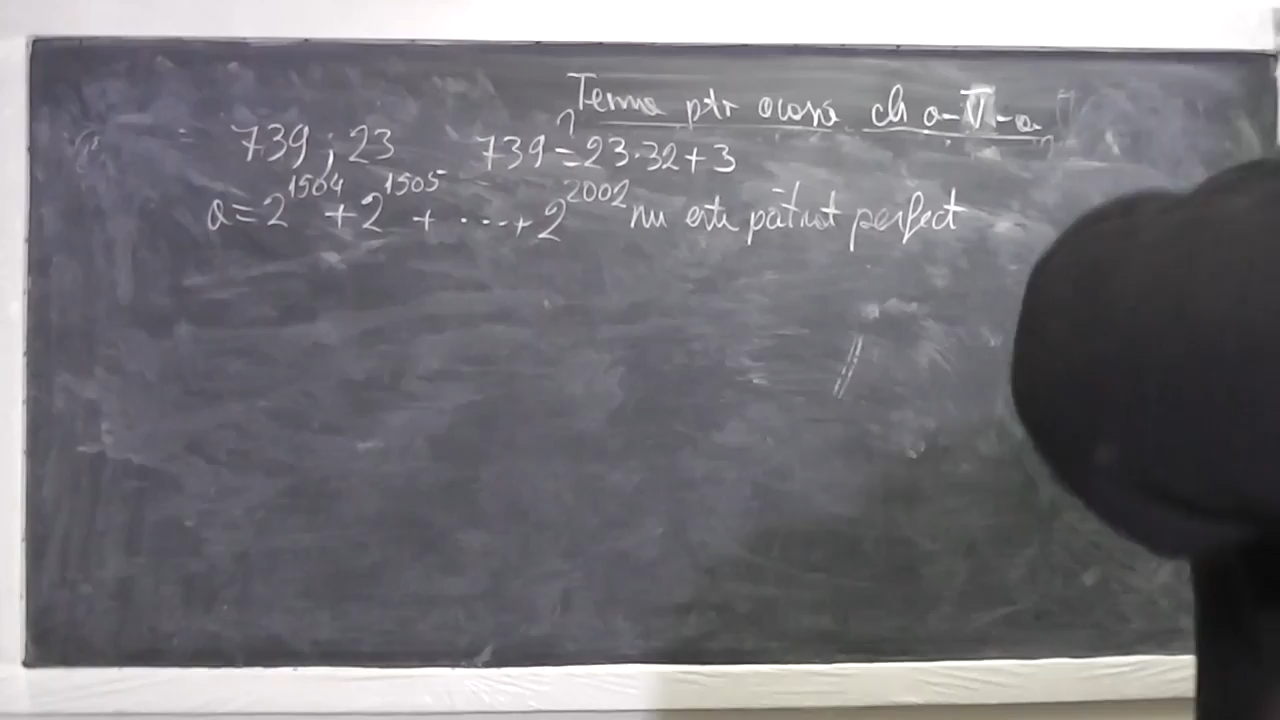 Tema ptr acasă cls a-V-a
739 : 23 739 = 23·32+3
a=2^1504+2^1505+ ··· +2^2002 nu este pătrat perfect